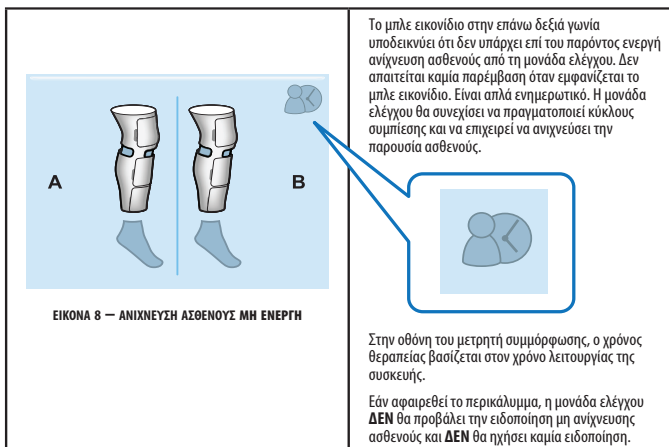 Το μπλε εικονίδιο στην επάνω δεξιά γωνία
υποδεικνύει ότι δεν υπάρχει επί του παρόντος ενεργή
ανίχνευση ασθενούς από τη μονάδα ελέγχου. Δεν
απαιτείται καμία παρέμβαση όταν εμφανίζεται το
μπλε εικονίδιο. Είναι απλά ενημερωτικό. Η μονάδα
ελέγχου θα συνεχίσει να πραγματοποιεί κύκλους
συμπίεσης και να επιχειρεί να ανιχνεύσει την
παρουσία ασθενούς.
A
B
ΕΙΚΟΝΑ 8 — ΑΝΙΧΝΕΥΣΗ ΑΣΘΕΝΟΥΣ ΜΗ ΕΝΕΡΓΗ
Στην οθόνη του μετρητή συμμόρφωσης, ο χρόνος
θεραπείας βασίζεται στον χρόνο λειτουργίας της
συσκευής.
Εάν αφαιρεθεί το περικάλυμμα, η μονάδα ελέγχου
ΔΕΝ θα προβάλει την ειδοποίηση μη ανίχνευσης
ασθενούς και ΔΕΝ θα ηχήσει καμία ειδοποίηση.